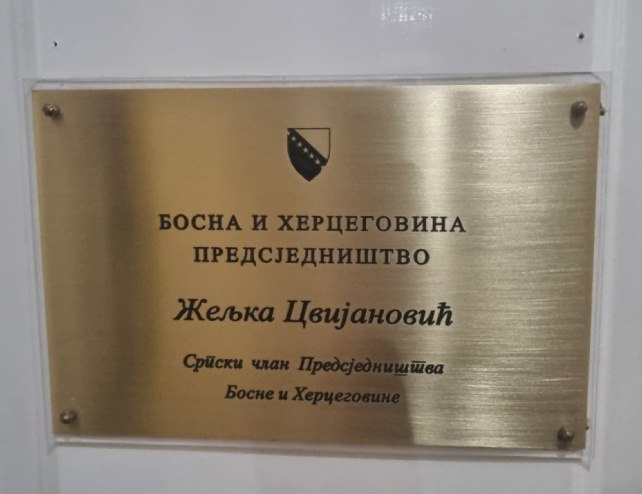 БОСНА И ХЕРЦЕГОВИНА
ПРЕДСЈЕДНИШТВО
Жељка Цвијановић
Српски члан Предсједништва
Босне и Херцеговине